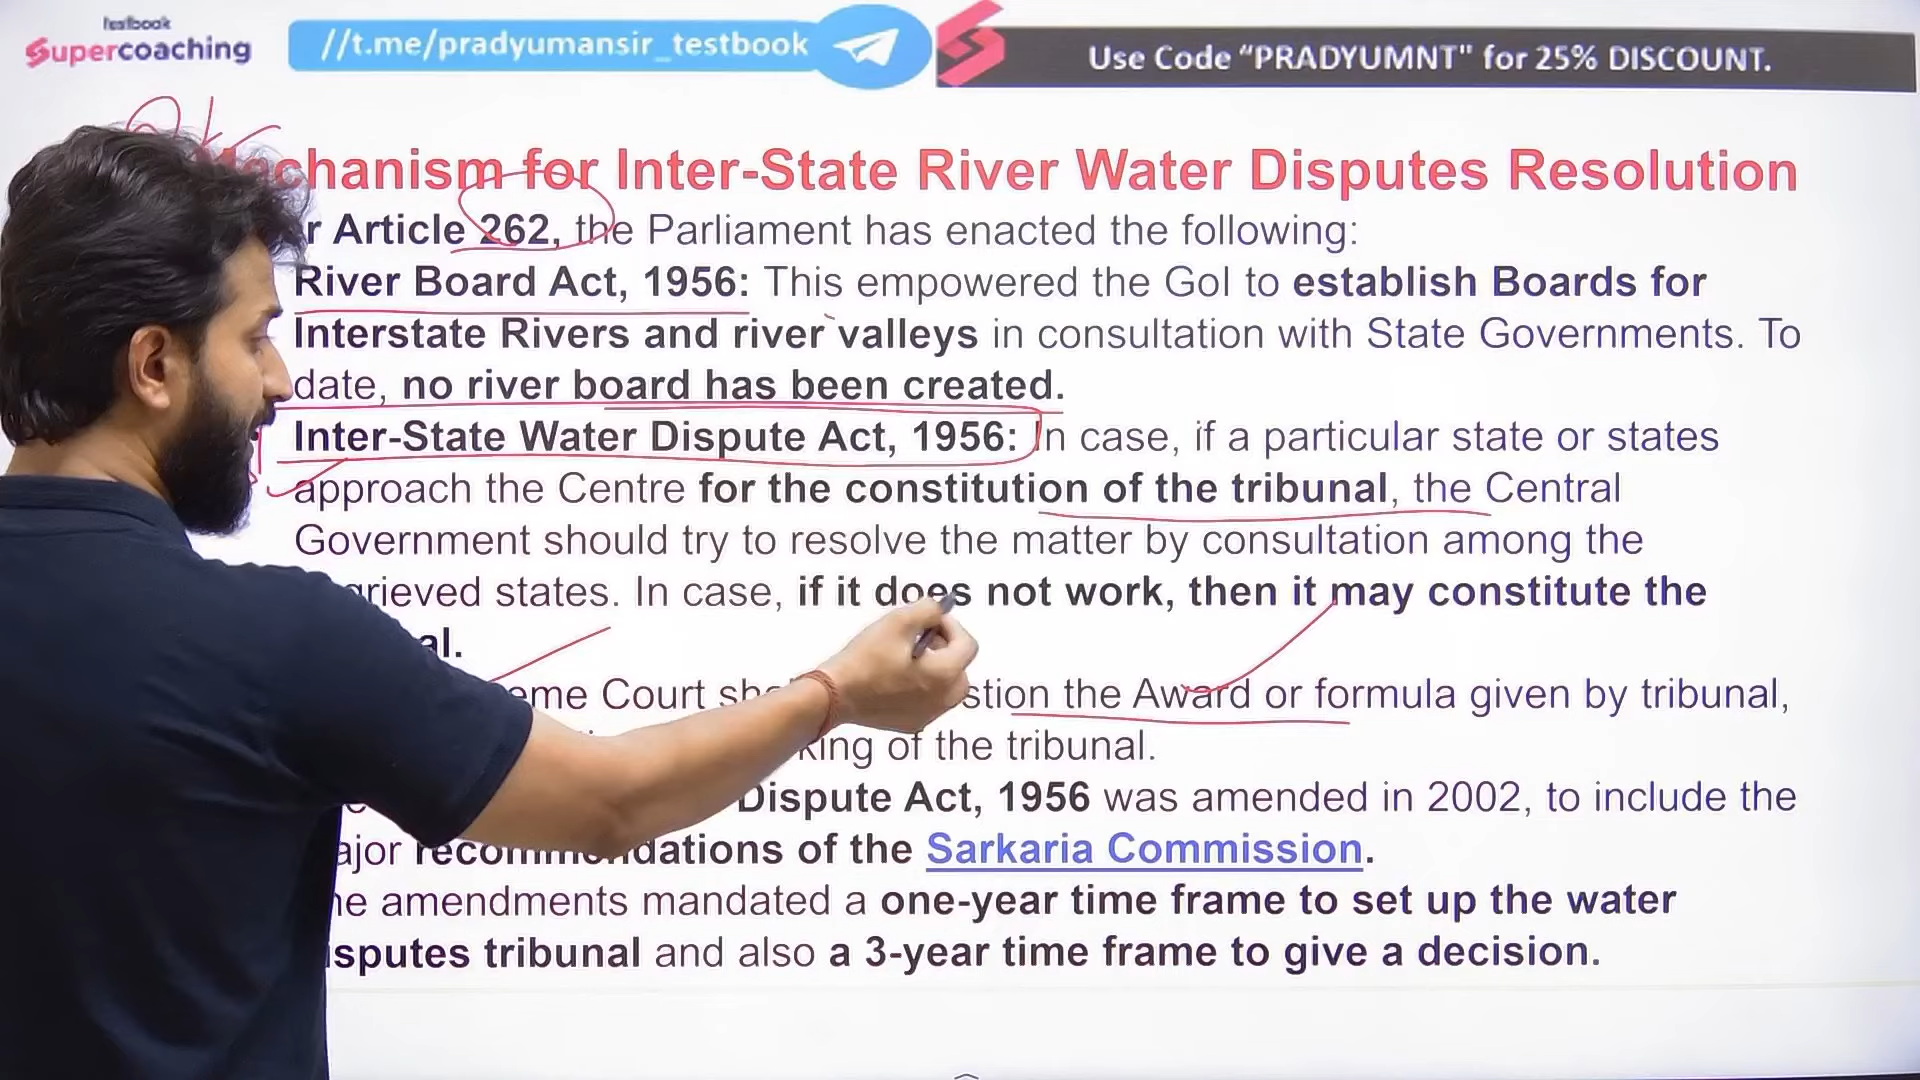 testbook
Supercoaching
//t.me/pradyumansir_testbook
Use Code “PRADYUMNT" for 25% DISCOUNT.
chanism for Inter-State River Water Disputes Resolution
r Article 262, the Parliament has enacted the following:
River Board Act, 1956: This empowered the GoI to establish Boards for
Interstate Rivers and river valleys in consultation with State Governments. To
date, no river board has been created.
Inter-State Water Dispute Act, 1956: In case, if a particular state or states
approach the Centre for the constitution of the tribunal, the Central
Government should try to resolve the matter by consultation among the
grieved states. In case, if it does not work, then it may constitute the
al.
eme Court sh stion the Award or formula given by tribunal,
king of the tribunal.
Dispute Act, 1956 was amended in 2002, to include the
ajor recommendations of the Sarkaria Commission.
he amendments mandated a one-year time frame to set up the water
isputes tribunal and also a 3-year time frame to give a decision.